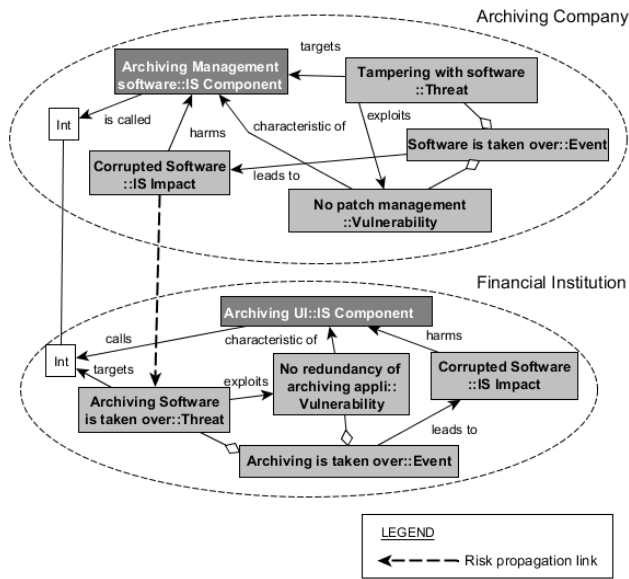 Archiving Company
Archiving Management
software::IS Component
targets
Tampering with software
::Threat
Int
is called
harms
characteristic of
exploits
Software is taken over::Event
Corrupted Software
::IS Impact
leads to
No patch management
::Vulnerability
Financial Institution
Archiving UI::IS Component
calls
characteristic of
harms
Int
targets
No redundancy of
archiving appli::
Vulnerability
Corrupted Software
::IS Impact
exploits
Archiving Software
is taken over::Threat
leads to
Archiving is taken over::Event
LEGEND
Risk propagation link